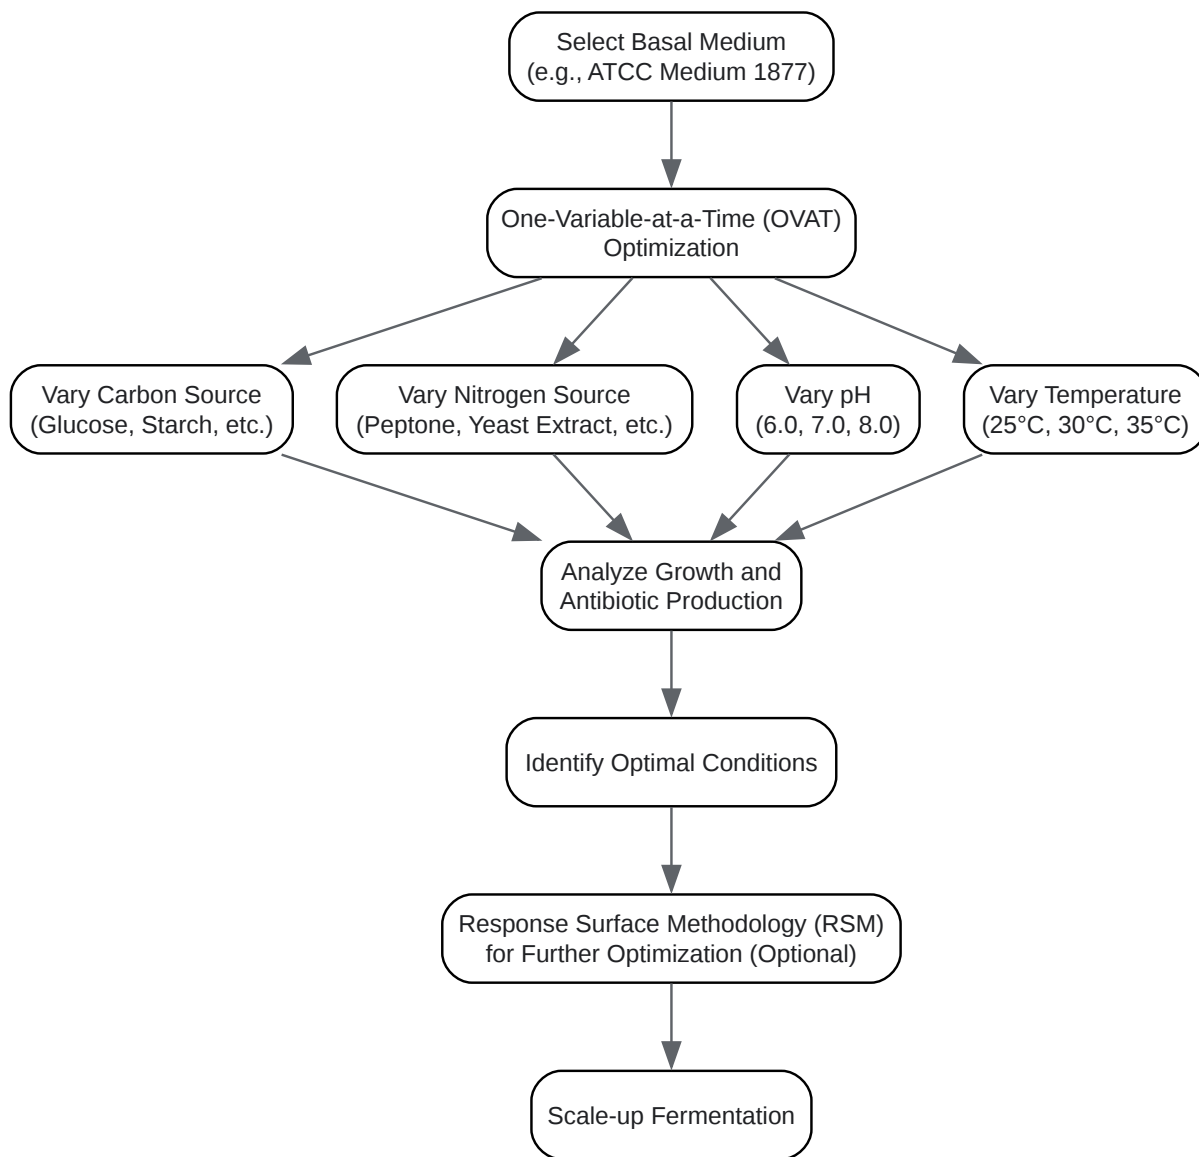 Select Basal Medium
(e.g., ATCC Medium 1877)
One-Variable-at-a-Time (OVAT)
Optimization
Vary Carbon Source
(Glucose, Starch, etc.)
Vary Nitrogen Source
(Peptone, Yeast Extract, etc.)
Vary pH
(6.0, 7.0, 8.0)
Vary Temperature
(25°C, 30°C, 35°C)
Analyze Growth and
Antibiotic Production
Identify Optimal Conditions
Response Surface Methodology (RSM)
for Further Optimization (Optional)
Scale-up Fermentation